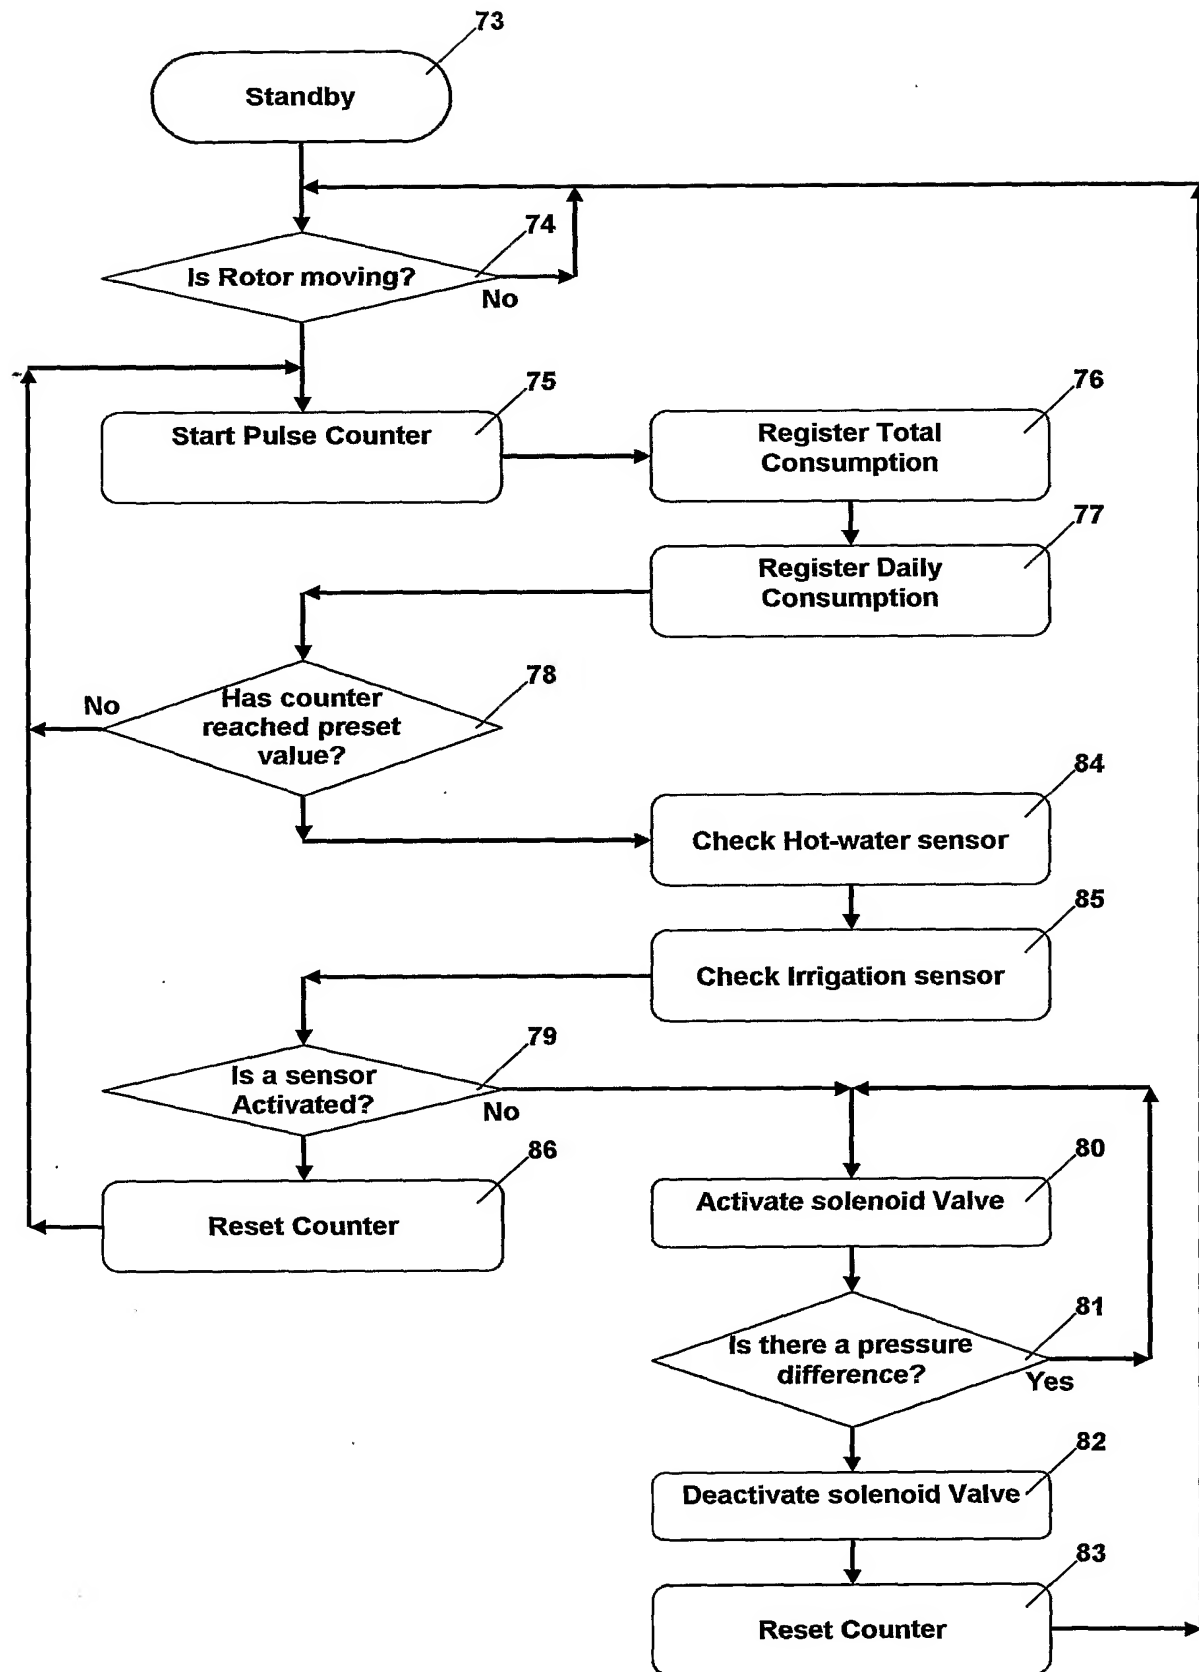 73
Standby
74
Is Rotor moving?
No
75
Start Pulse Counter
76
Register Total
Consumption
77
Register Daily
Consumption
78
No
Has counter
reached preset
value?
84
Check Hot-water sensor
85
Check Irrigation sensor
79
Is a sensor
Activated?
No
86
Reset Counter
80
Activate solenoid Valve
81
Is there a pressure
difference?
Yes
82
Deactivate solenoid Valve
83
Reset Counter